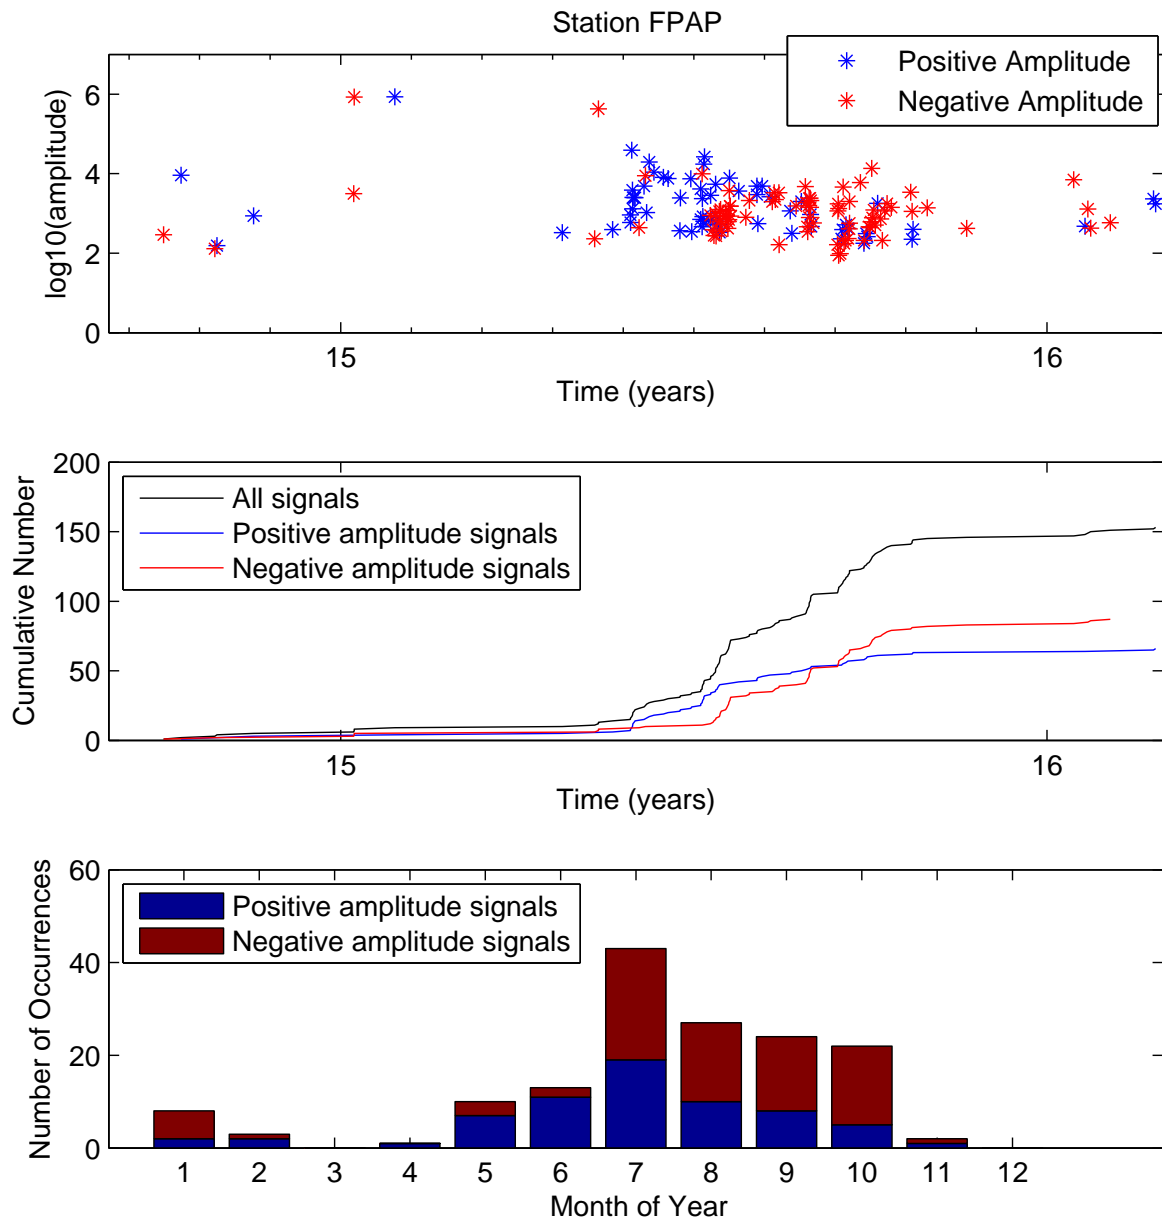 Station FPAP
Positive Amplitude
Negative Amplitude
log10(amplitude)
6
4
2
0
15
16
Time (years)
Cumulative Number
200
150
100
50
0
All signals
Positive amplitude signals
Negative amplitude signals
15
16
Time (years)
Number of Occurrences
60
40
20
0
Positive amplitude signals
Negative amplitude signals
1 2 3 4 5 6 7 8 9 10 11 12
Month of Year